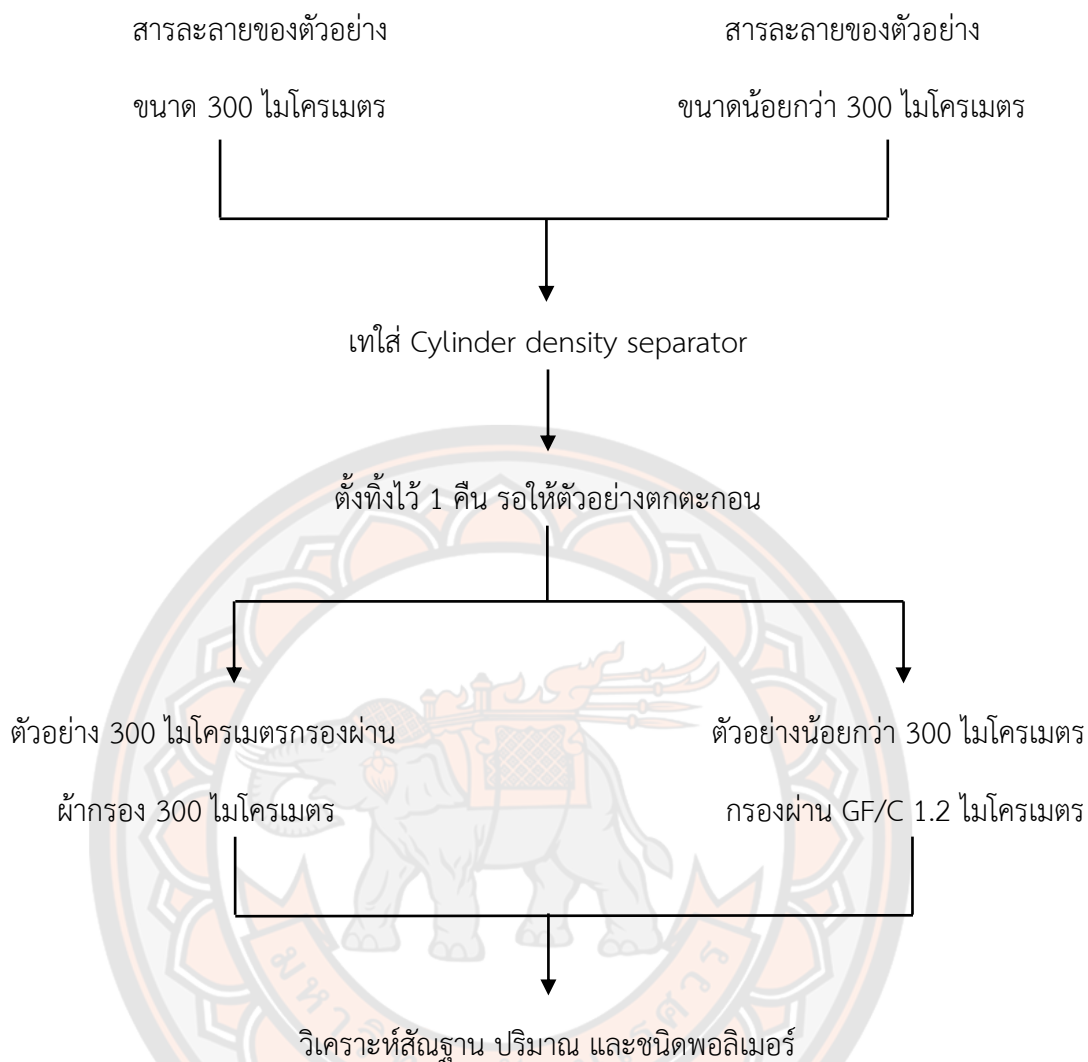 สารละลายของตัวอย่าง
ขนาด 300 ไมโครเมตร
สารละลายของตัวอย่าง
ขนาดน้อยกว่า 300 ไมโครเมตร
เทใส่ Cylinder density separator
ตั้งทิ้งไว้ 1 คืน รอให้ตัวอย่างตกตะกอน
ตัวอย่าง 300 ไมโครเมตรกรองผ่าน
ผ้ากรอง 300 ไมโครเมตร
ตัวอย่างน้อยกว่า 300 ไมโครเมตร
กรองผ่าน GF/C 1.2 ไมโครเมตร
วิเคราะห์สัณฐาน ปริมาณ และชนิดพอลิเมอร์